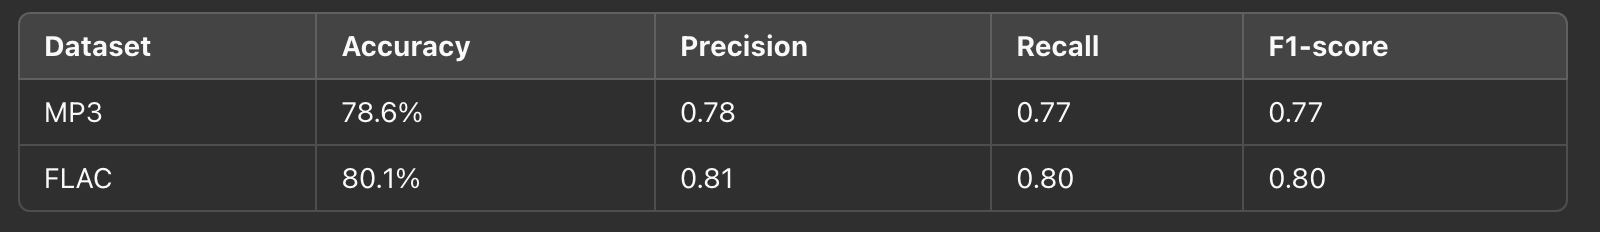 Dataset Accuracy Precision Recall F1-score
MP3 78.6% 0.78 0.77 0.77
FLAC 80.1% 0.81 0.80 0.80